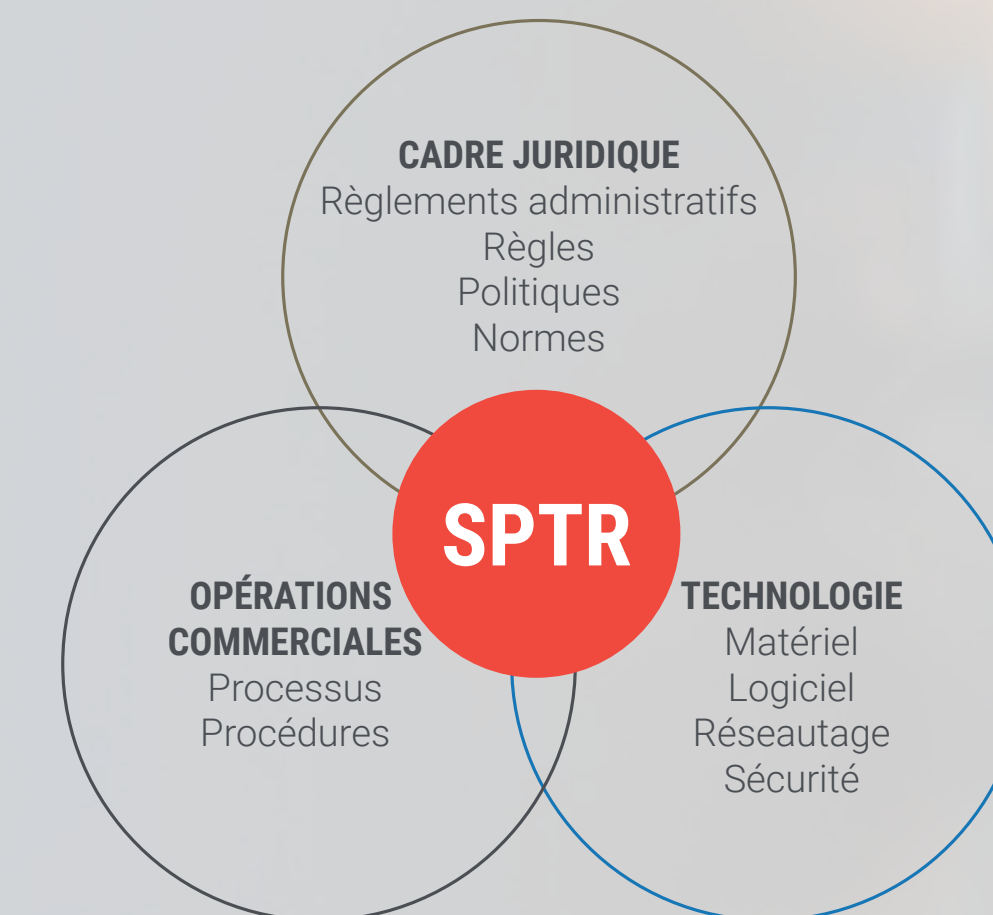 CADRE JURIDIQUE
Règlements administratifs
Règles
Politiques
Normes
SPTR
OPÉRATIONS
COMMERCIALES
Processus
Procédures
TECHNOLOGIE
Matériel
Logiciel
Réseautage
Sécurité